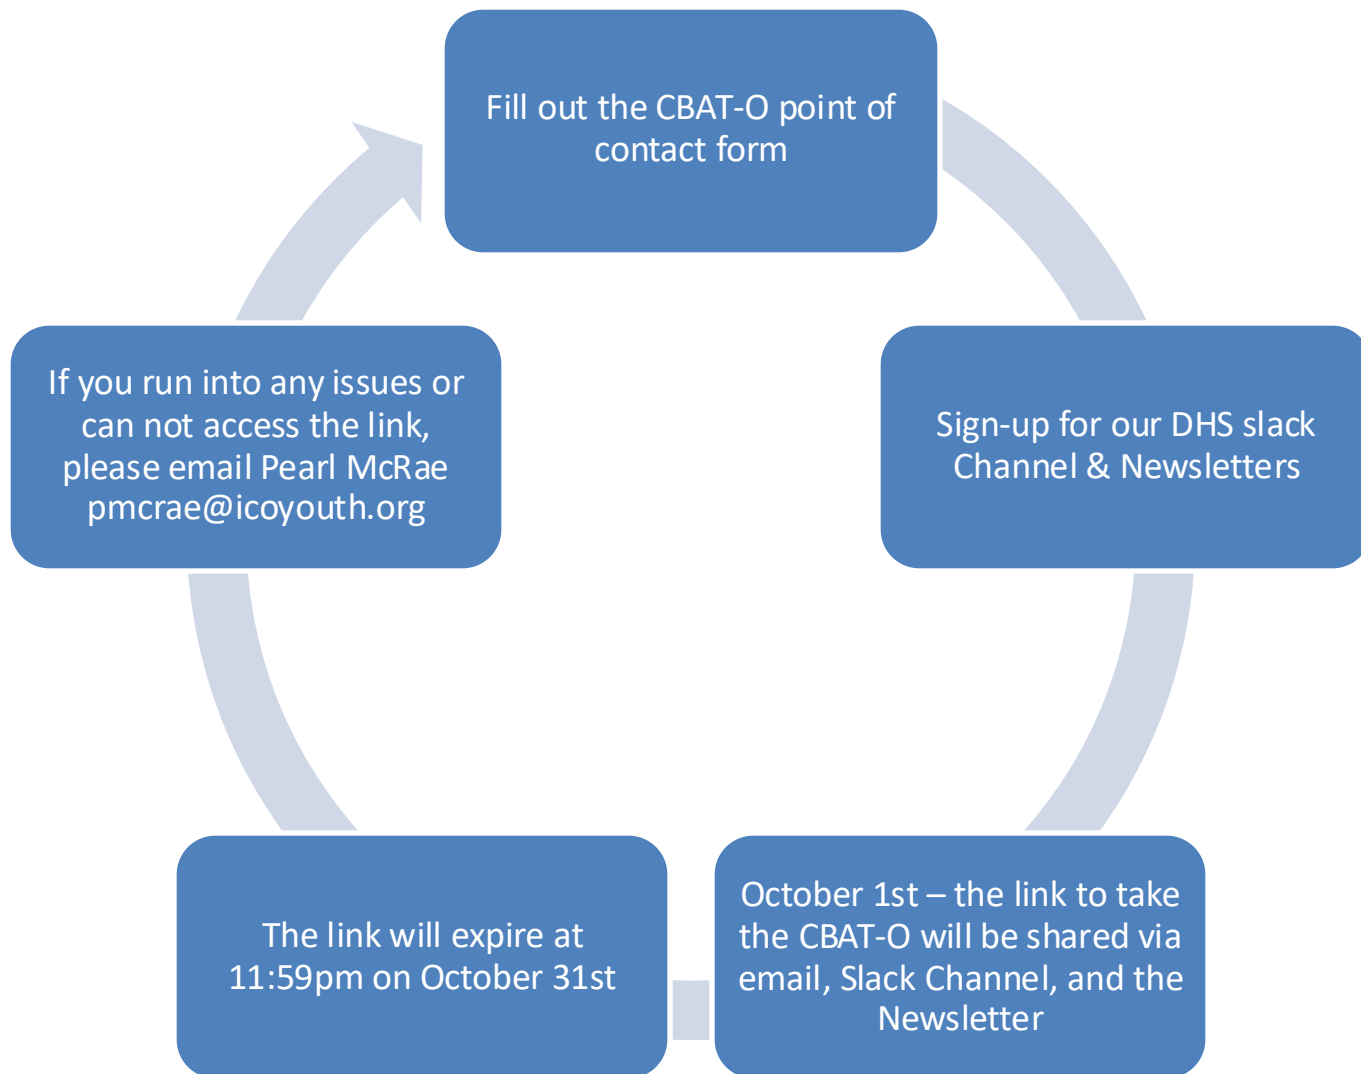 Fill out the CBAT-O point of
contact form
Sign-up for our DHS slack
Channel & Newsletters
October 1st – the link to take
the CBAT-O will be shared via
email, Slack Channel, and the
Newsletter
The link will expire at
11:59pm on October 31st
If you run into any issues or
can not access the link,
please email Pearl McRae
pmcrae@icoyouth.org